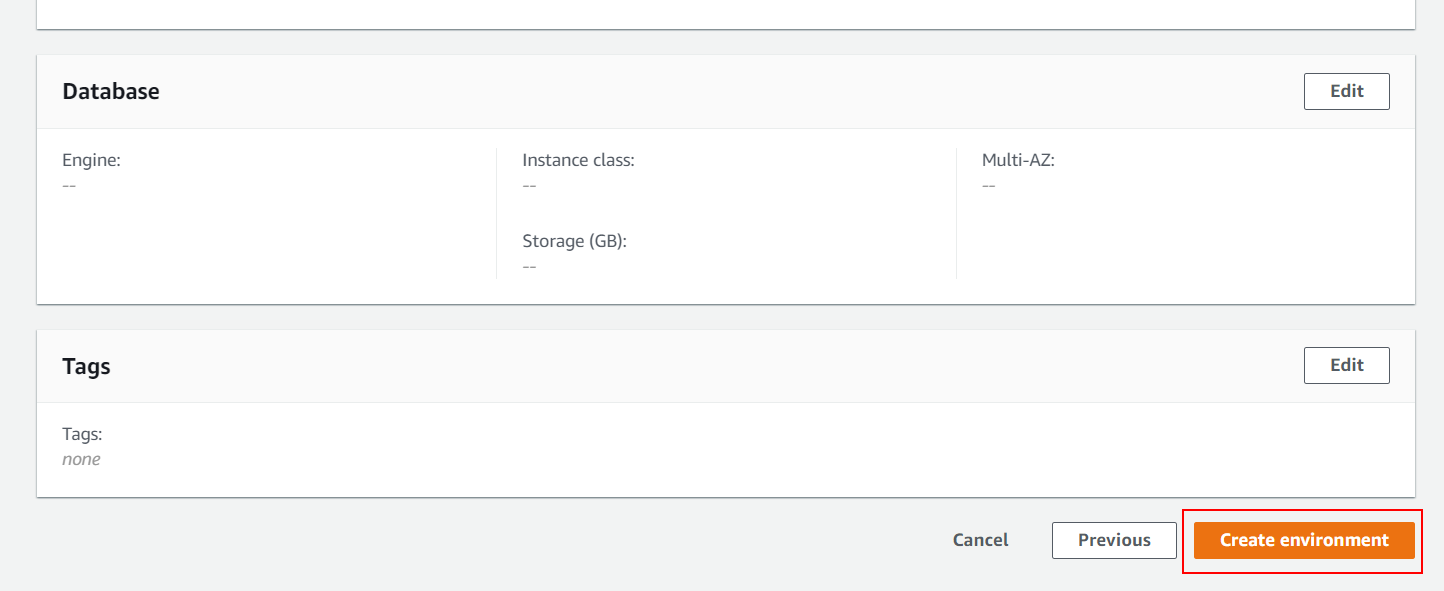 Database
Edit
Engine:
--
Instance class:
--
Storage (GB):
--
Multi-AZ:
--
Tags
Edit
Tags:
none
Cancel
Previous
Create environment